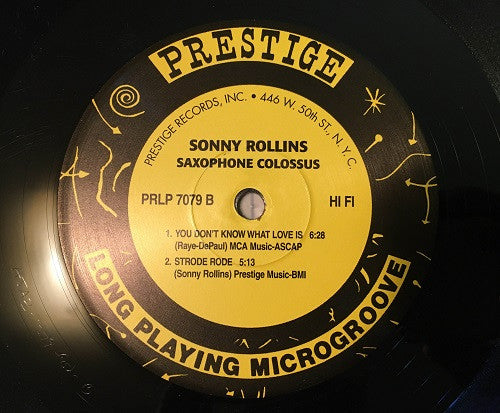 PRESTIGE
PRESTIGE RECORDS, INC. • 446 W. 50th ST., N.Y.C.
SONNY ROLLINS
SAXOPHONE COLOSSUS
PRLP 7079 B HI FI
1. YOU DON'T KNOW WHAT LOVE IS 6:28
(Raye-DePaul) MCA Music-ASCAP
2. STRODE RODE 5:13
(Sonny Rollins) Prestige Music-BMI
LONG PLAYING MICROGROOVE